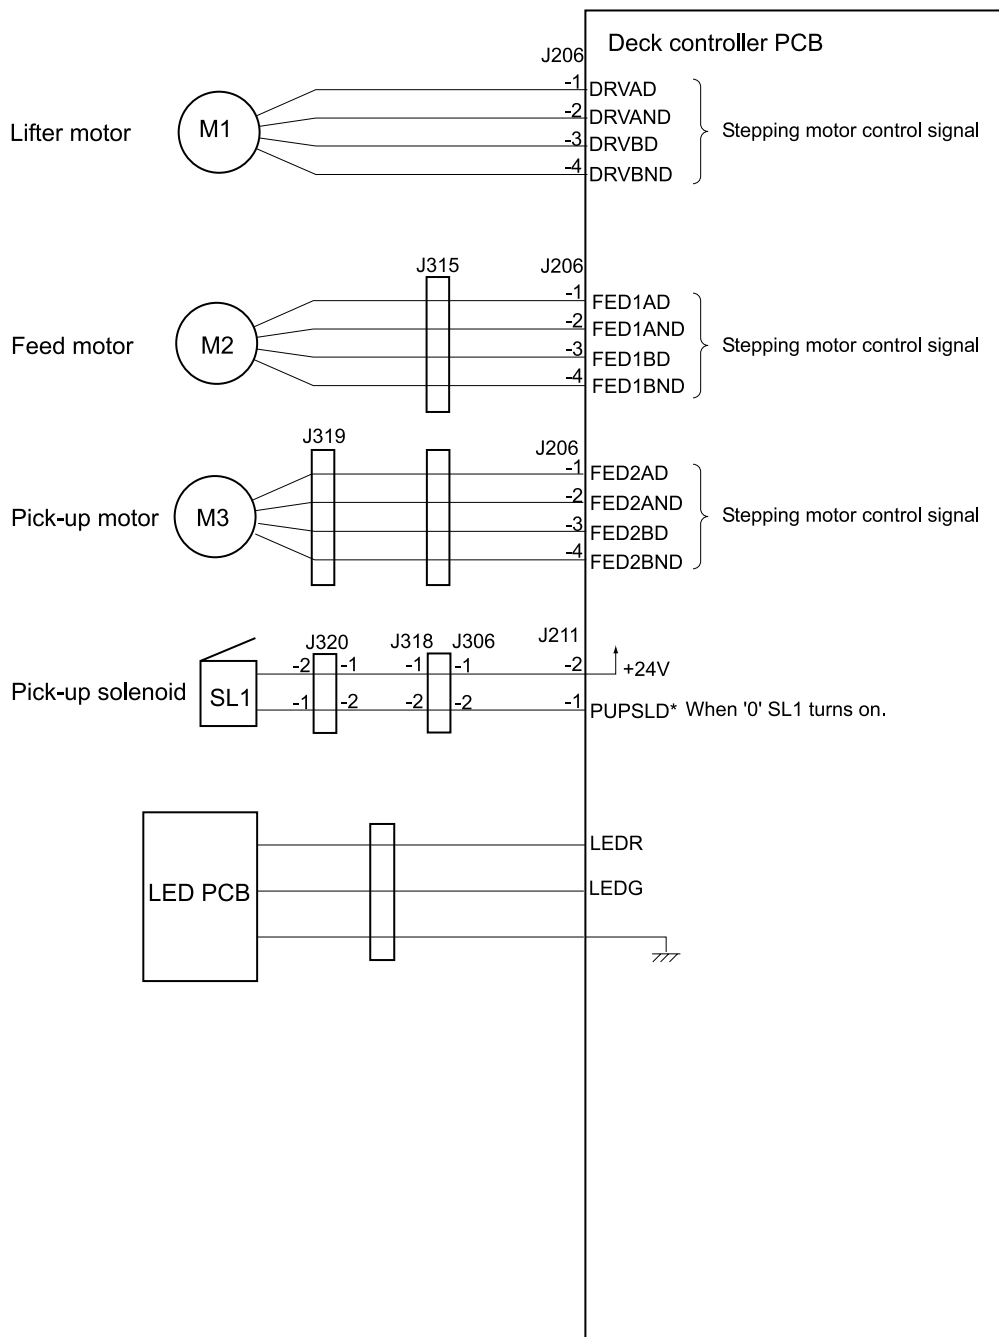 Deck controller PCB
J206
-1 DRVAD
-2 DRVAND
-3 DRVBD
-4 DRVBND
Lifter motor M1 Stepping motor control signal
J315 J206
-1 FED1AD
-2 FED1AND
-3 FED1BD
-4 FED1BND
Feed motor M2 Stepping motor control signal
J319 J206
-1 FED2AD
-2 FED2AND
-3 FED2BD
-4 FED2BND
Pick-up motor M3 Stepping motor control signal
J320 J318 J306 J211
-2 -1 -1 -1 -2 +24V
Pick-up solenoid SL1
-1 -2 -2 -2 -1 PUPSLD* When '0' SL1 turns on.
LEDR
LED PCB LEDG